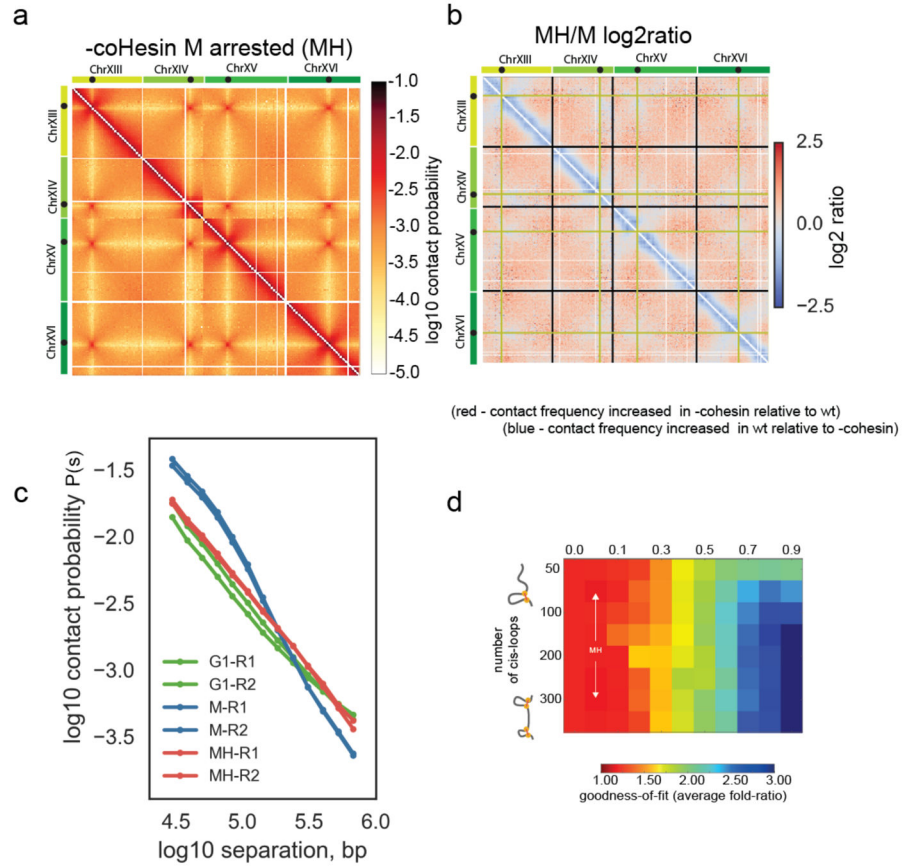 a
-coHesin M arrested (MH)
ChrXIII ChrXIV ChrXV ChrXVI
ChrXIII
ChrXIV
ChrXV
ChrXVI
-1.0
-1.5
-2.0
-2.5
-3.0
-3.5
-4.0
-4.5
-5.0
log10 contact probability
b
MH/M log2ratio
ChrXIII ChrXIV ChrXV ChrXVI
ChrXIII
ChrXIV
ChrXV
ChrXVI
2.5
0.0
−2.5
log2 ratio
(red - contact frequency increased in -cohesin relative to wt)
(blue - contact frequency increased in wt relative to -cohesin)
c
log10 contact probability P(s)
−1.5
−2.0
−2.5
−3.0
−3.5
G1-R1
G1-R2
M-R1
M-R2
MH-R1
MH-R2
4.5 5.0 5.5 6.0
log10 separation, bp
d
0.0 0.1 0.3 0.5 0.7 0.9
number
of cis-loops
50
100
200
300
MH
1.00 1.50 2.00 2.50 3.00
goodness-of-fit (average fold-ratio)